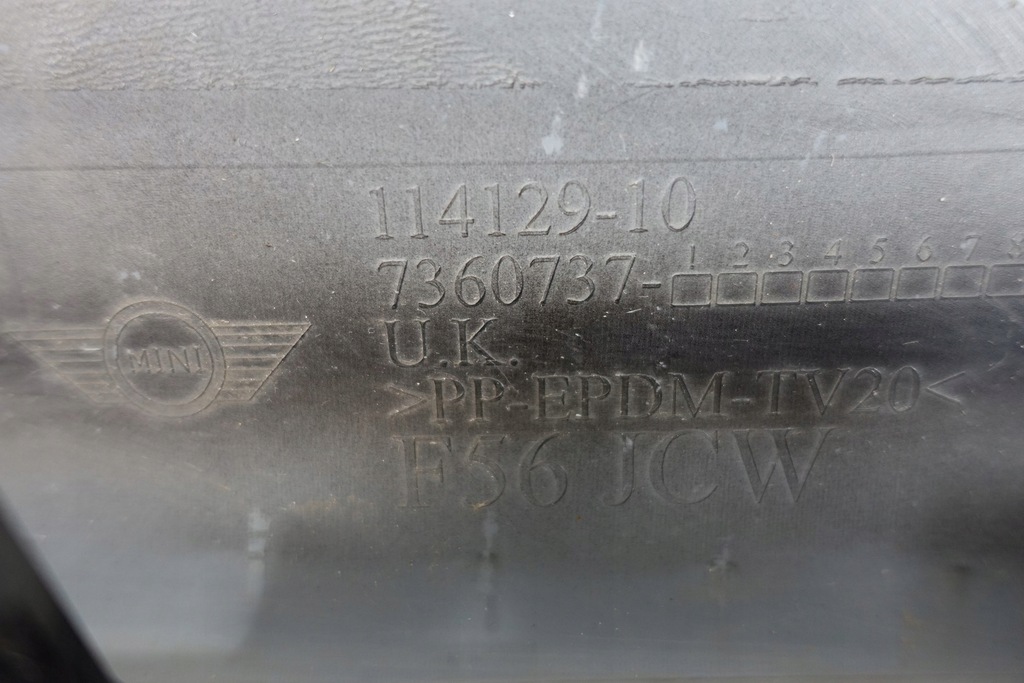 114129-10
1 2 3 4 5 6 7 8
7360737-
U.K.
MINI
>PP-EPDM-TV20<
F56 JCW